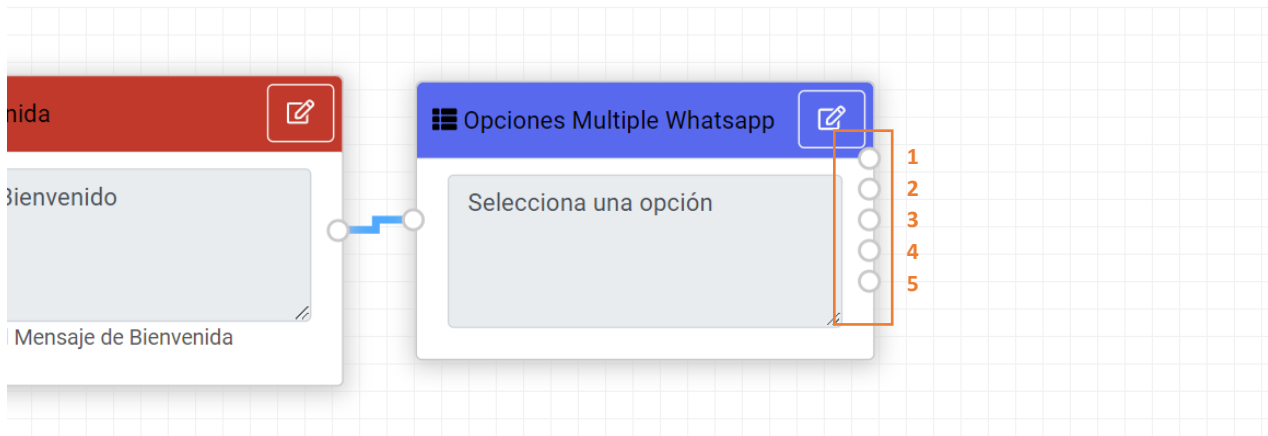 nida
Bienvenido
Mensaje de Bienvenida
Opciones Multiple Whatsapp
Selecciona una opción
1
2
3
4
5